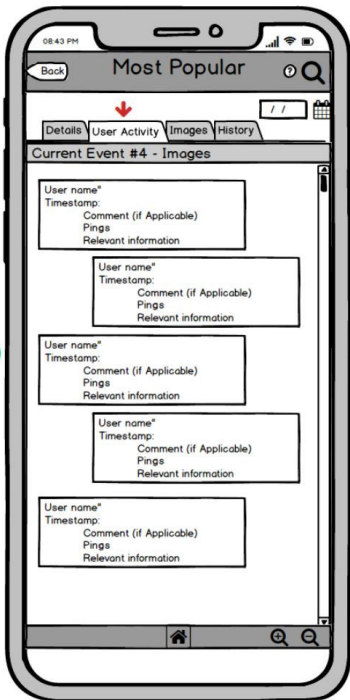 08:43 PM
Back
Most Popular
?
/ /
Details User Activity Images History
Current Event #4 - Images
User name"
Timestamp:
Comment (if Applicable)
Pings
Relevant information
User name"
Timestamp:
Comment (if Applicable)
Pings
Relevant information
User name"
Timestamp:
Comment (if Applicable)
Pings
Relevant information
User name"
Timestamp:
Comment (if Applicable)
Pings
Relevant information
User name"
Timestamp:
Comment (if Applicable)
Pings
Relevant information